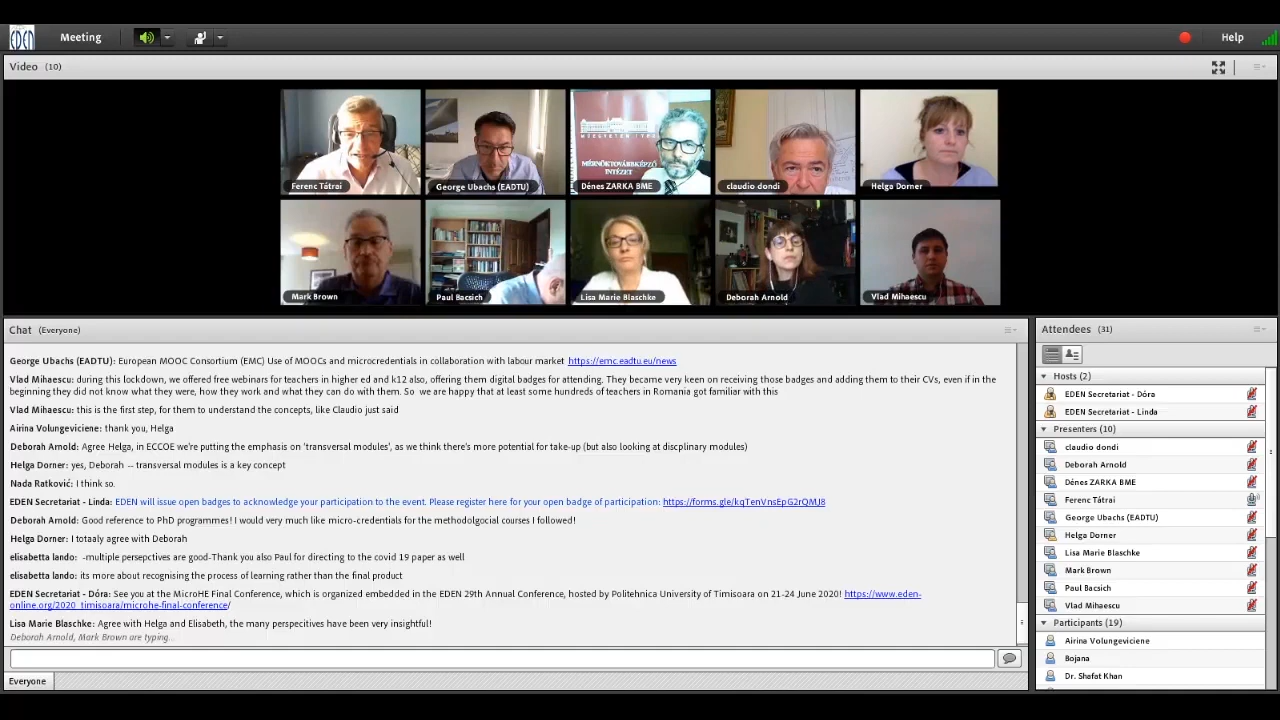 EDEN
Meeting
Help
Video (10)
MŰEGYETEM 1782
MÉRNÖKTOVÁBBKÉPZŐ
INTÉZET
Ferenc Tátrai
George Ubachs (EADTU)
Dénes ZARKA BME
claudio dondi
Helga Dorner
Mark Brown
Paul Bacsich
Lisa Marie Blaschke
Deborah Arnold
Vlad Mihaescu
Chat (Everyone)
George Ubachs (EADTU): European MOOC Consortium (EMC) Use of MOOCs and microcredentials in collaboration with labour market https://emc.eadtu.eu/news
Vlad Mihaescu: during this lockdown, we offered free webinars for teachers in higher ed and k12 also, offering them digital badges for attending. They became very keen on receiving those badges and adding them to their CVs, even if in the
beginning they did not know what they were, how they work and what they can do with them. So we are happy that at least some hundreds of teachers in Romania got familiar with this
Vlad Mihaescu: this is the first step, for them to understand the concepts, like Claudio just said
Airina Volungeviciene: thank you, Helga
Deborah Arnold: Agree Helga, in ECCOE we're putting the emphasis on 'transversal modules', as we think there's more potential for take-up (but also looking at discplinary modules)
Helga Dorner: yes, Deborah -- transversal modules is a key concept
Nada Ratković: I think so.
EDEN Secretariat - Linda: EDEN will issue open badges to acknowledge your participation to the event. Please register here for your open badge of participation: https://forms.gle/kqTenVnsEpG2rQMJ8
Deborah Arnold: Good reference to PhD programmes! I would very much like micro-credentials for the methodolgocial courses I followed!
Helga Dorner: I totaaly agree with Deborah
elisabetta lando: -multiple persepctives are good-Thank you also Paul for directing to the covid 19 paper as well
elisabetta lando: its more about recognising the process of learning rather than the final product
EDEN Secretariat - Dóra: See you at the MicroHE Final Conference, which is organized embedded in the EDEN 29th Annual Conference, hosted by Politehnica University of Timisoara on 21-24 June 2020! https://www.eden-
online.org/2020_timisoara/microhe-final-conference/
Lisa Marie Blaschke: Agree with Helga and Elisabeth, the many perspecitives have been very insightful!
Deborah Arnold, Mark Brown are typing...
Everyone
Attendees (31)
Hosts (2)
EDEN Secretariat - Dóra
EDEN Secretariat - Linda
Presenters (10)
claudio dondi
Deborah Arnold
Dénes ZARKA BME
Ferenc Tátrai
George Ubachs (EADTU)
Helga Dorner
Lisa Marie Blaschke
Mark Brown
Paul Bacsich
Vlad Mihaescu
Participants (19)
Airina Volungeviciene
Bojana
Dr. Shafat Khan